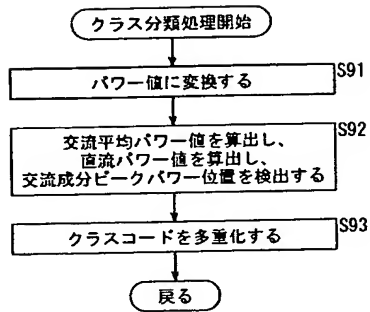 クラス分類処理開始
パワー値に変換する
S91
交流平均パワー値を算出し、
直流パワー値を算出し、
交流成分ピークパワー位置を検出する
S92
クラスコードを多重化する
S93
戻る